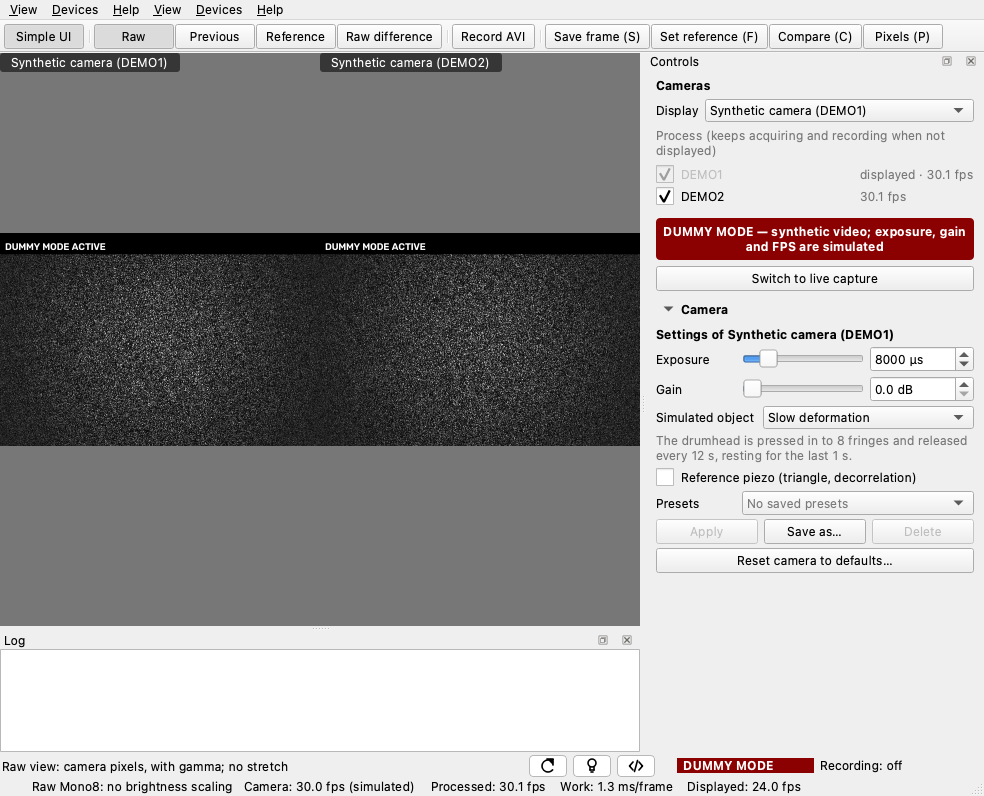 View Devices Help View Devices Help
Simple UI Raw Previous Reference Raw difference Record AVI Save frame (S) Set reference (F) Compare (C) Pixels (P)
Synthetic camera (DEMO1) Synthetic camera (DEMO2)
DUMMY MODE ACTIVE DUMMY MODE ACTIVE
Controls
Cameras
Display Synthetic camera (DEMO1)
Process (keeps acquiring and recording when not
displayed)
DEMO1 displayed · 30.1 fps
DEMO2 30.1 fps
DUMMY MODE — synthetic video; exposure, gain
and FPS are simulated
Switch to live capture
Camera
Settings of Synthetic camera (DEMO1)
Exposure 8000 µs
Gain 0.0 dB
Simulated object Slow deformation
The drumhead is pressed in to 8 fringes and released
every 12 s, resting for the last 1 s.
Reference piezo (triangle, decorrelation)
Presets No saved presets
Apply Save as... Delete
Reset camera to defaults...
Log
Raw view: camera pixels, with gamma; no stretch DUMMY MODE Recording: off
Raw Mono8: no brightness scaling Camera: 30.0 fps (simulated) Processed: 30.1 fps Work: 1.3 ms/frame Displayed: 24.0 fps